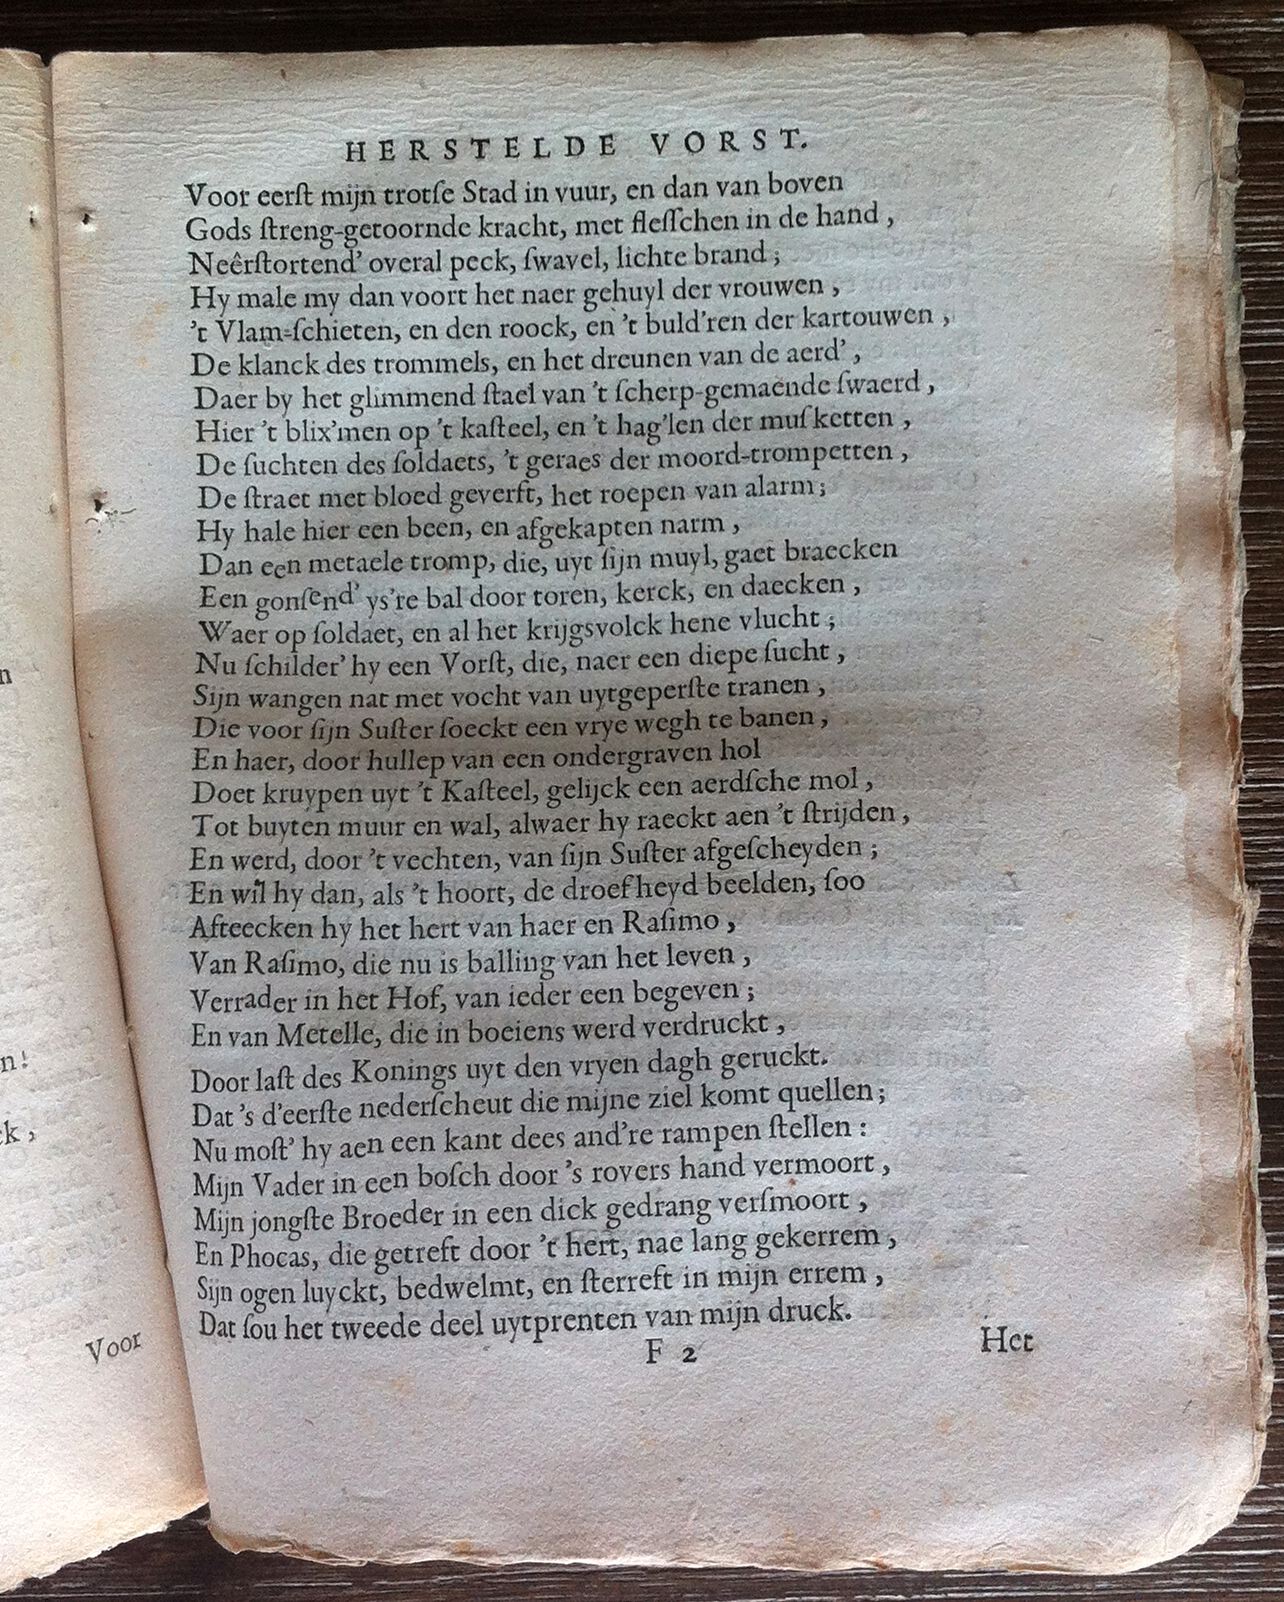 HERSTELDE VORST.
Voor eerſt mijn trotſe Stad in vuur, en dan van boven
Gods ſtreng-getoornde kracht, met fleſſchen in de hand,
Neêrſtortend' overal peck, ſwavel, lichte brand;
Hy male my dan voort het naer gehuyl der vrouwen,
't Vlam-ſchieten, en den roock, en 't buld'ren der kartouwen,
De klanck des trommels, en het dreunen van de aerd',
Daer by het glimmend ſtael van 't ſcherp-gemaende ſwaerd,
Hier 't blix'men op 't kaſteel, en 't hag'len der muſketten,
De ſuchten des ſoldaets, 't geraes der moord-trompetten,
De ſtraet met bloed geverft, het roepen van alarm;
Hy hale hier een been, en afgekapten narm,
Dan een metaele tromp, die, uyt ſijn muyl, gaet braecken
Een gonſend' ys're bal door toren, kerck, en daecken,
Waer op ſoldaet, en al het krijgsvolck hene vlucht;
Nu ſchilder' hy een Vorſt, die, naer een diepe ſucht,
Sijn wangen nat met vocht van uytgeperſte tranen,
Die voor ſijn Suſter ſoeckt een vrye wegh te banen,
En haer, door hullep van een ondergraven hol
Doet kruypen uyt 't Kaſteel, gelijck een aerdſche mol,
Tot buyten muur en wal, alwaer hy raeckt aen 't ſtrijden,
En werd, door 't vechten, van ſijn Suſter afgeſcheyden;
En wil hy dan, als 't hoort, de droefheyd beelden, ſoo
Afteecken hy het hert van haer en Raſimo,
Van Raſimo, die nu is balling van het leven,
Verrader in het Hof, van ieder een begeven;
En van Metelle, die in boeiens werd verdruckt,
Door laſt des Konings uyt den vryen dagh geruckt.
Dat 's d'eerſte nederſcheut die mijne ziel komt quellen;
Nu moſt' hy aen een kant dees and're rampen ſtellen:
Mijn Vader in een boſch door 's rovers hand vermoort,
Mijn jongſte Broeder in een dick gedrang verſmoort,
En Phocas, die getreft door 't hert, nae lang gekerrem,
Sijn ogen luyckt, bedwelmt, en ſterreft in mijn errem,
Dat ſou het tweede deel uytprenten van mijn druck.
F 2 Het
n
n!
ck,
Voor